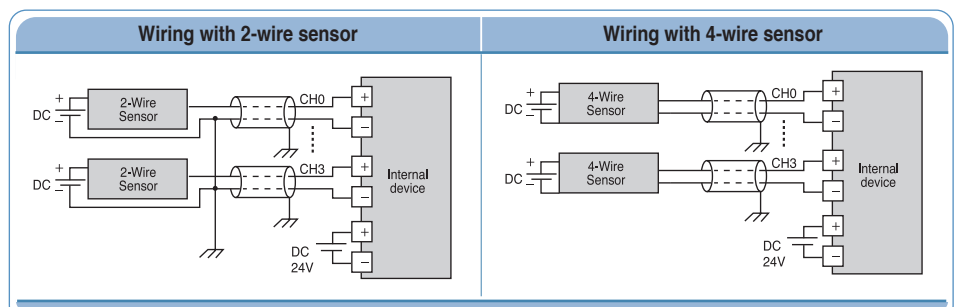 Wiring with 2-wire sensor
Wiring with 4-wire sensor
+
DC
−
2-Wire
Sensor
CH0
+
−
+
DC
−
2-Wire
Sensor
CH3
+
−
Internal
device
DC
24V
+
−
+
DC
−
4-Wire
Sensor
CH0
+
−
+
DC
−
4-Wire
Sensor
CH3
+
−
Internal
device
DC
24V
+
−